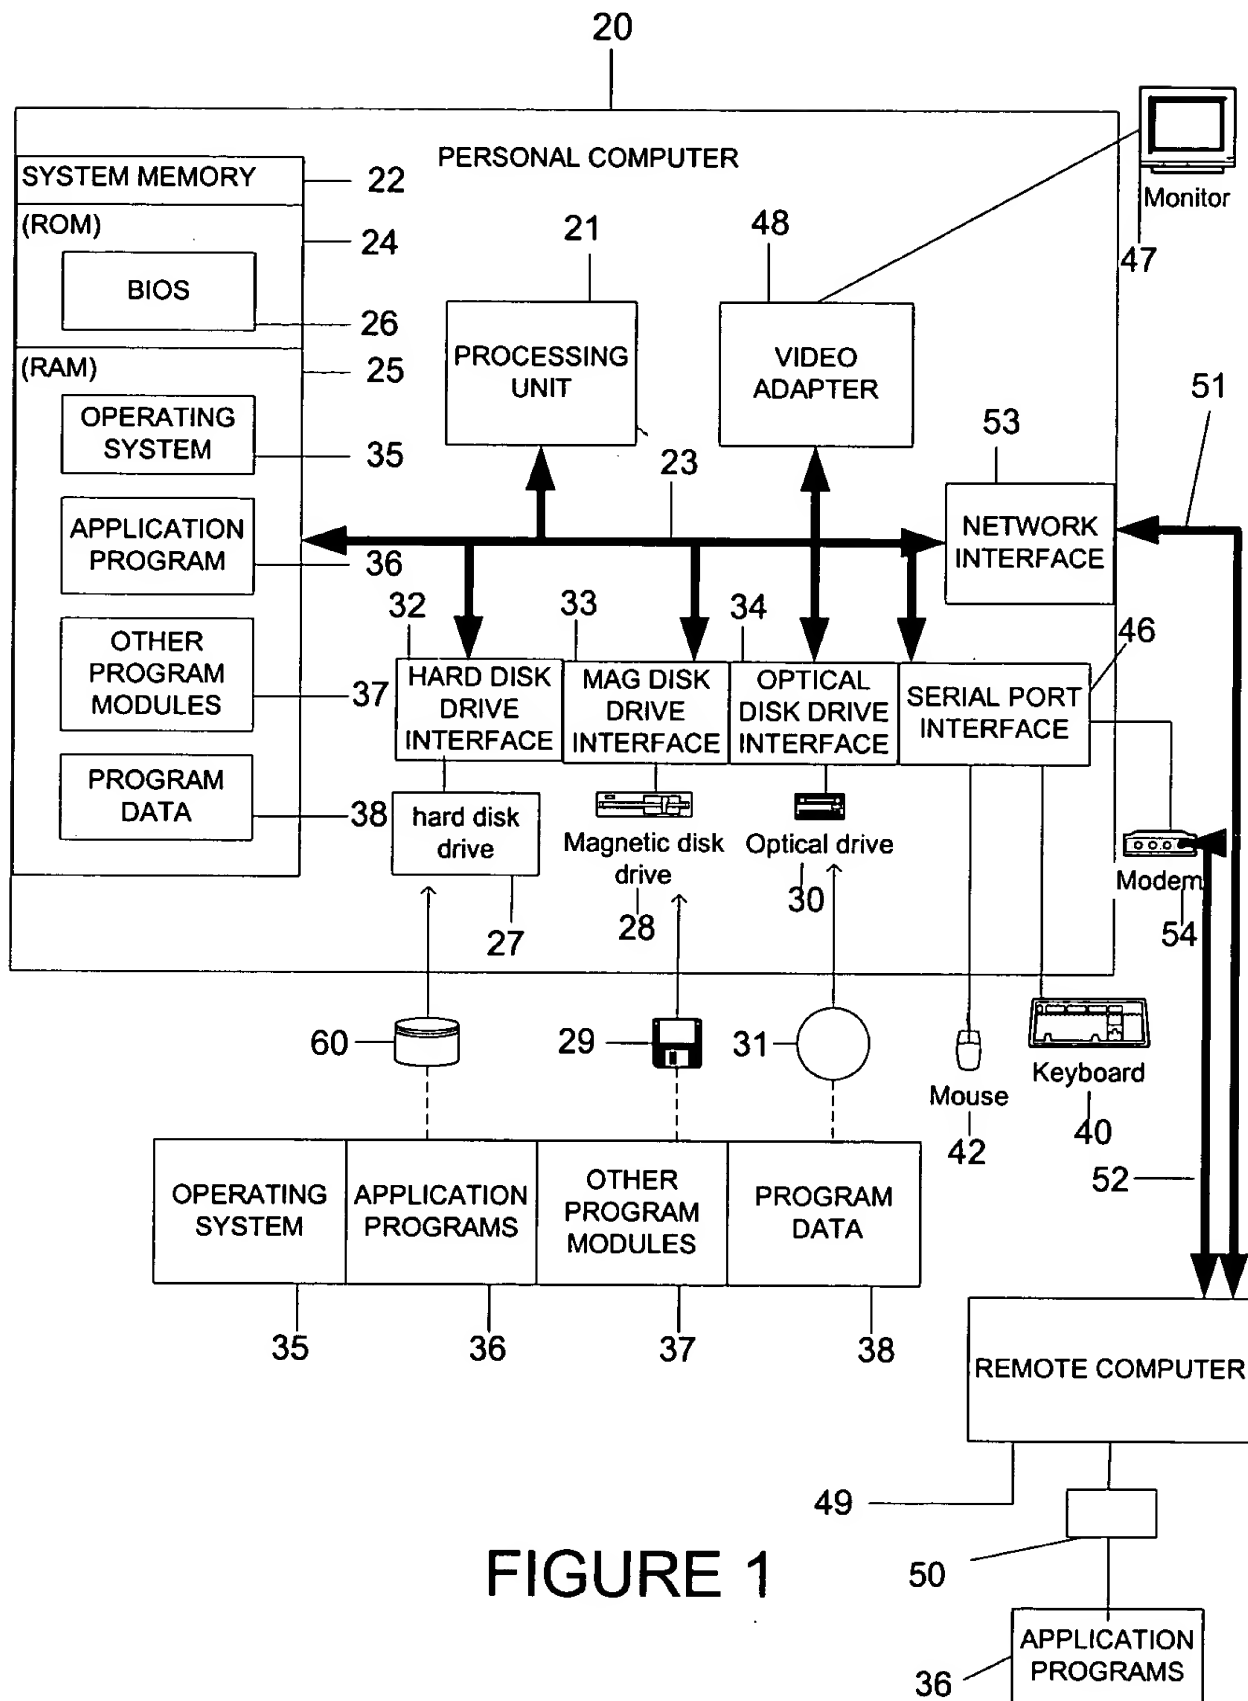 20
PERSONAL COMPUTER
SYSTEM MEMORY
22
(ROM)
24
BIOS
26
(RAM)
25
OPERATING
SYSTEM
35
APPLICATION
PROGRAM
36
OTHER
PROGRAM
MODULES
37
PROGRAM
DATA
38
21
PROCESSING
UNIT
48
VIDEO
ADAPTER
Monitor
47
23
53
NETWORK
INTERFACE
51
32
HARD DISK
DRIVE
INTERFACE
33
MAG DISK
DRIVE
INTERFACE
34
OPTICAL
DISK DRIVE
INTERFACE
46
SERIAL PORT
INTERFACE
hard disk
drive
27
Magnetic disk
drive
28
Optical drive
30
Modem
54
60
29
31
Mouse
42
Keyboard
40
52
OPERATING
SYSTEM
APPLICATION
PROGRAMS
OTHER
PROGRAM
MODULES
PROGRAM
DATA
35
36
37
38
REMOTE COMPUTER
49
50
FIGURE 1
APPLICATION
PROGRAMS
36